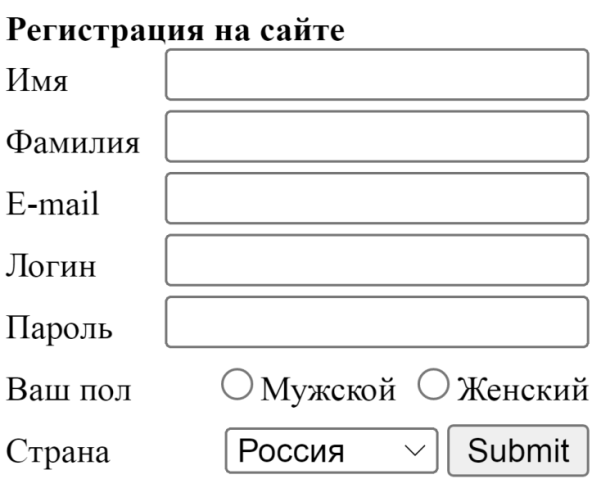 Регистрация на сайте
Имя
Фамилия
E-mail
Логин
Пароль
Ваш пол Мужской Женский
Страна Россия Submit